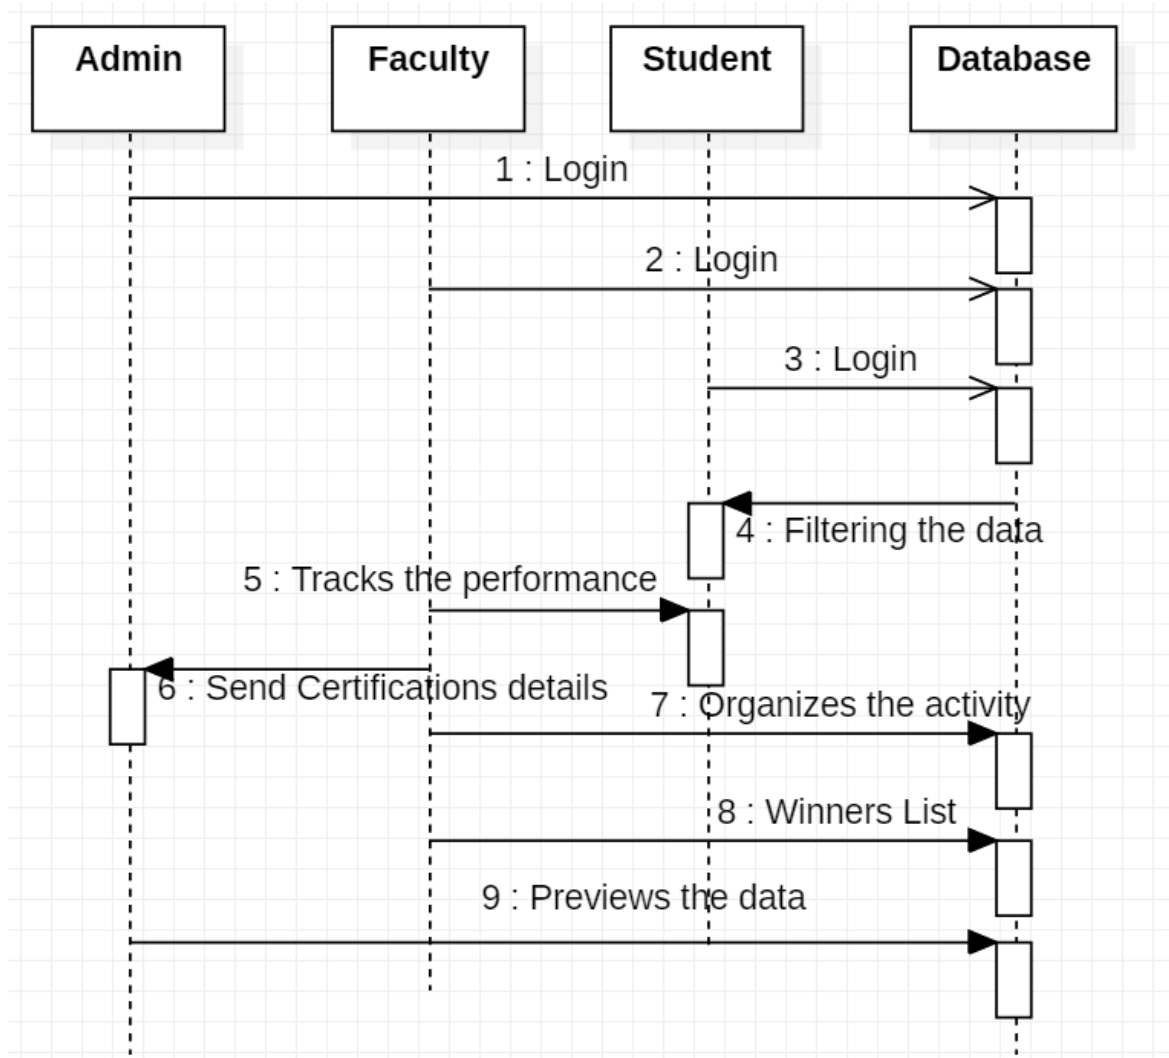 Admin
Faculty
Student
Database
1 : Login
2 : Login
3 : Login
4 : Filtering the data
5 : Tracks the performance
6 : Send Certifications details
7 : Organizes the activity
8 : Winners List
9 : Previews the data